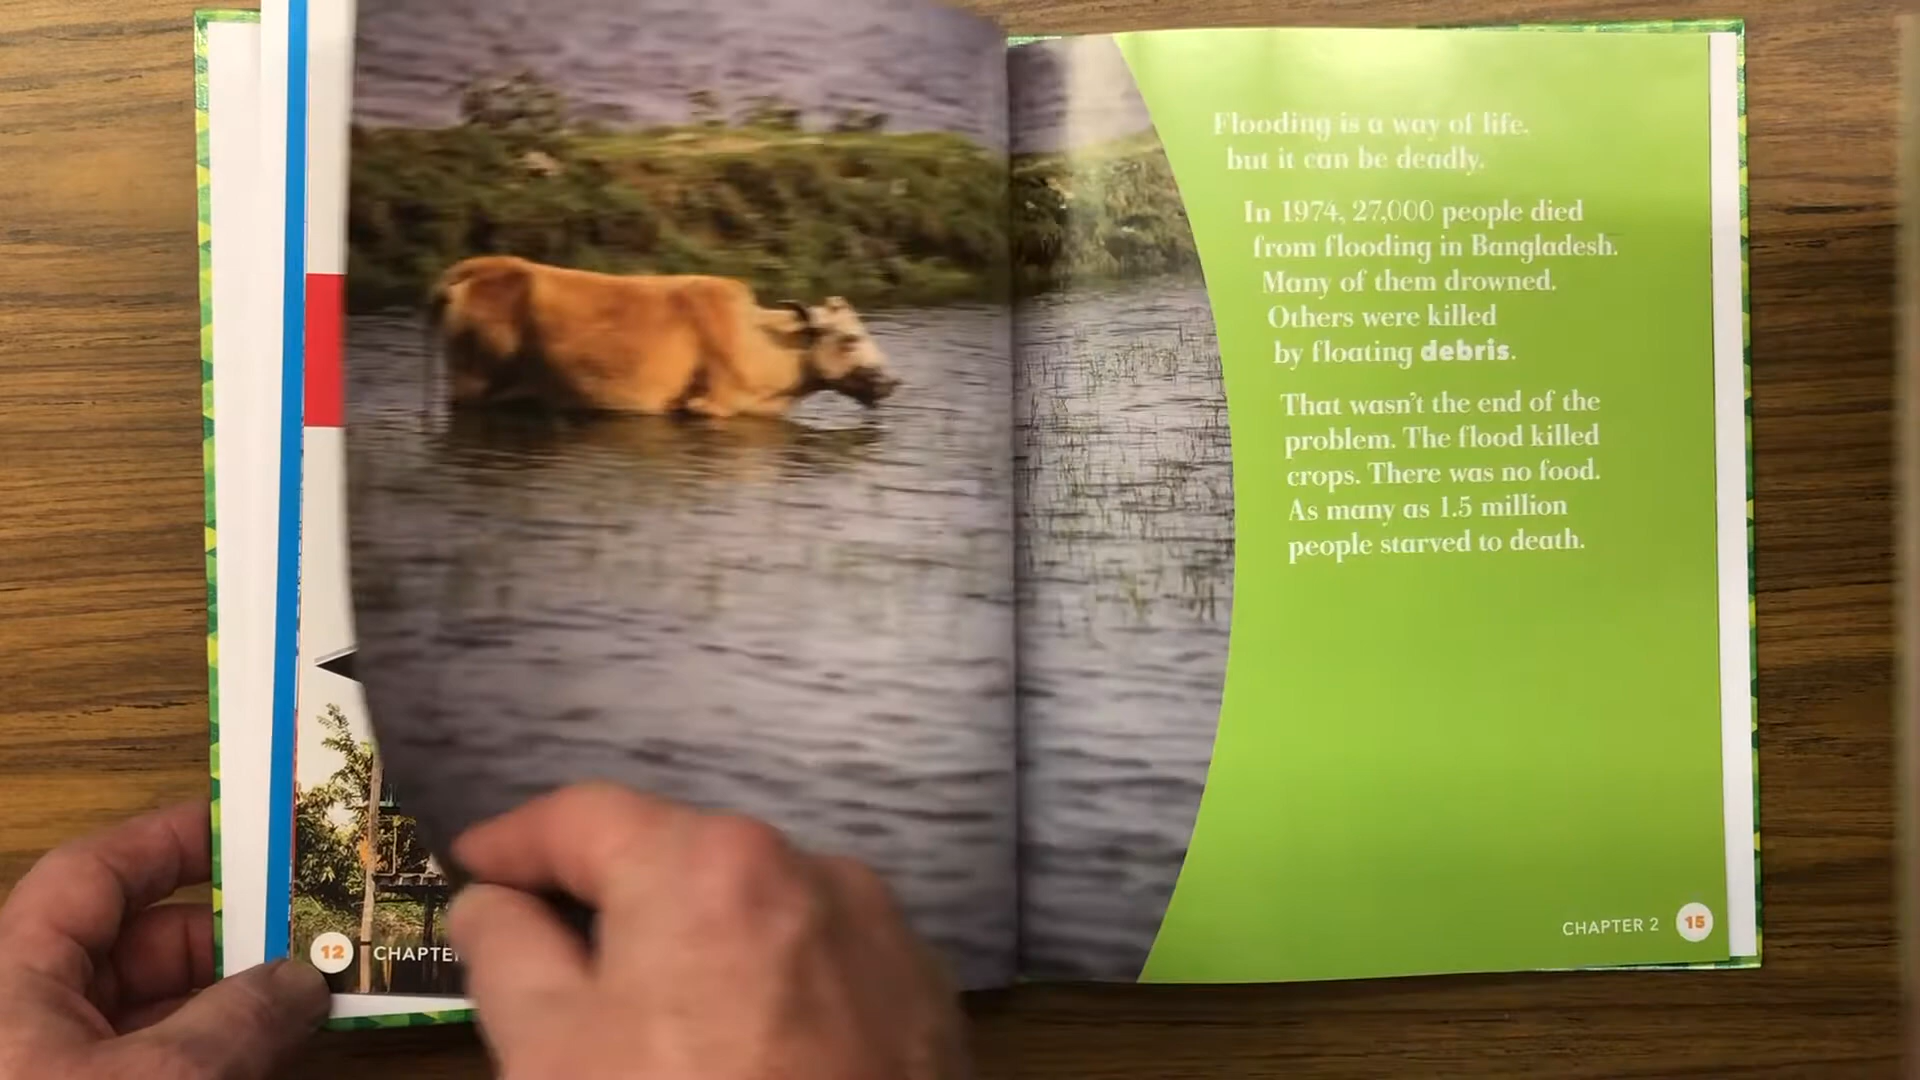 Flooding is a way of life.
but it can be deadly.
In 1974, 27,000 people died
from flooding in Bangladesh.
Many of them drowned.
Others were killed
by floating debris.
That wasn't the end of the
problem. The flood killed
crops. There was no food.
As many as 1.5 million
people starved to death.
12
CHAPTER 2 15